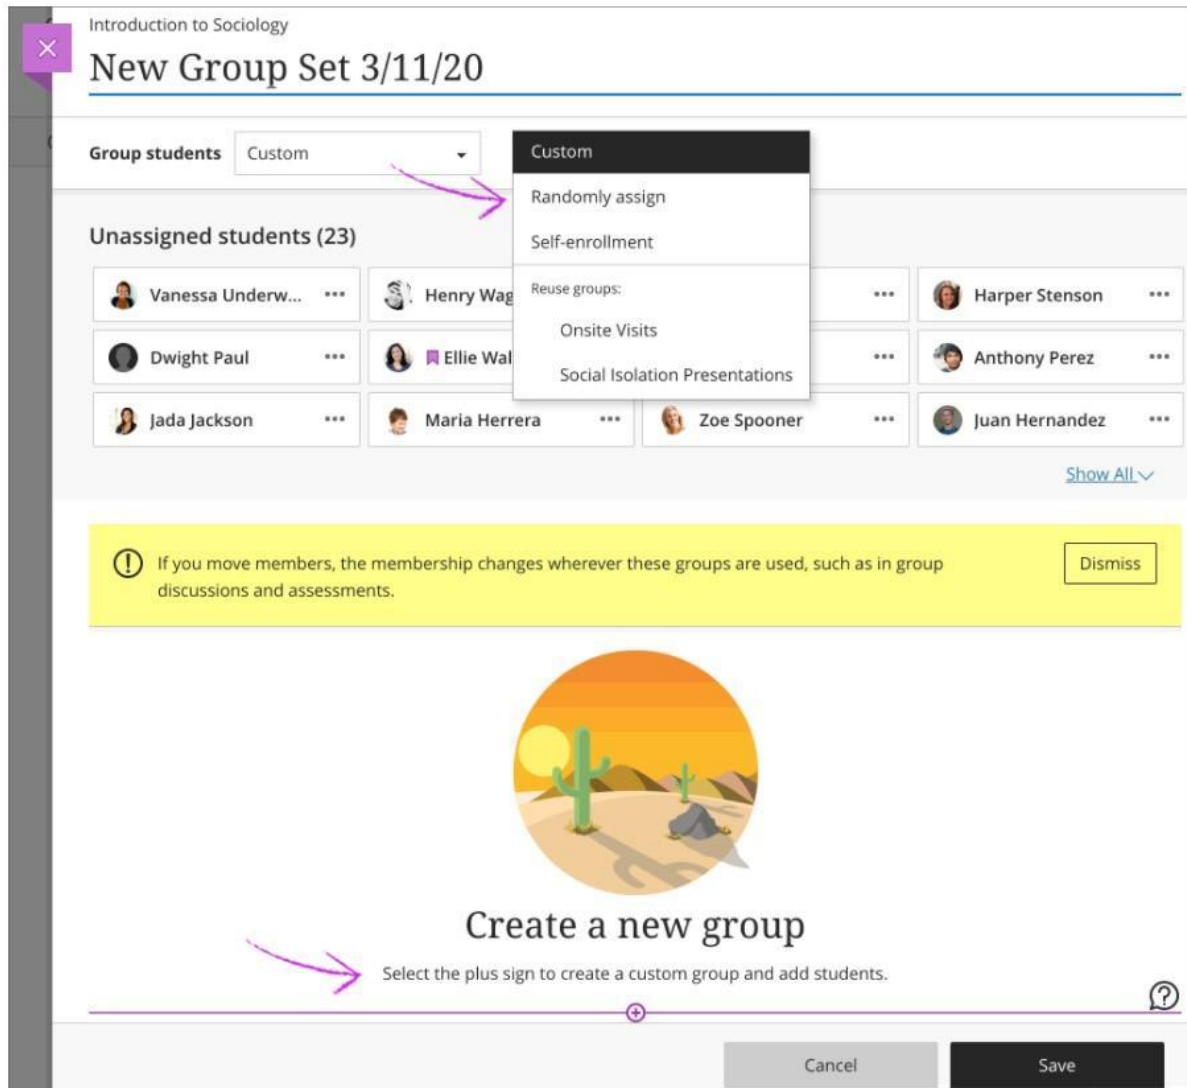 Introduction to Sociology
New Group Set 3/11/20
Group students
Custom
Custom
Randomly assign
Self-enrollment
Reuse groups:
Onsite Visits
Social Isolation Presentations
Unassigned students (23)
Vanessa Underw...
Henry Wag
Harper Stenson
Dwight Paul
Ellie Wal
Anthony Perez
Jada Jackson
Maria Herrera
Zoe Spooner
Juan Hernandez
Show All
If you move members, the membership changes wherever these groups are used, such as in group
discussions and assessments.
Dismiss
Create a new group
Select the plus sign to create a custom group and add students.
Cancel
Save